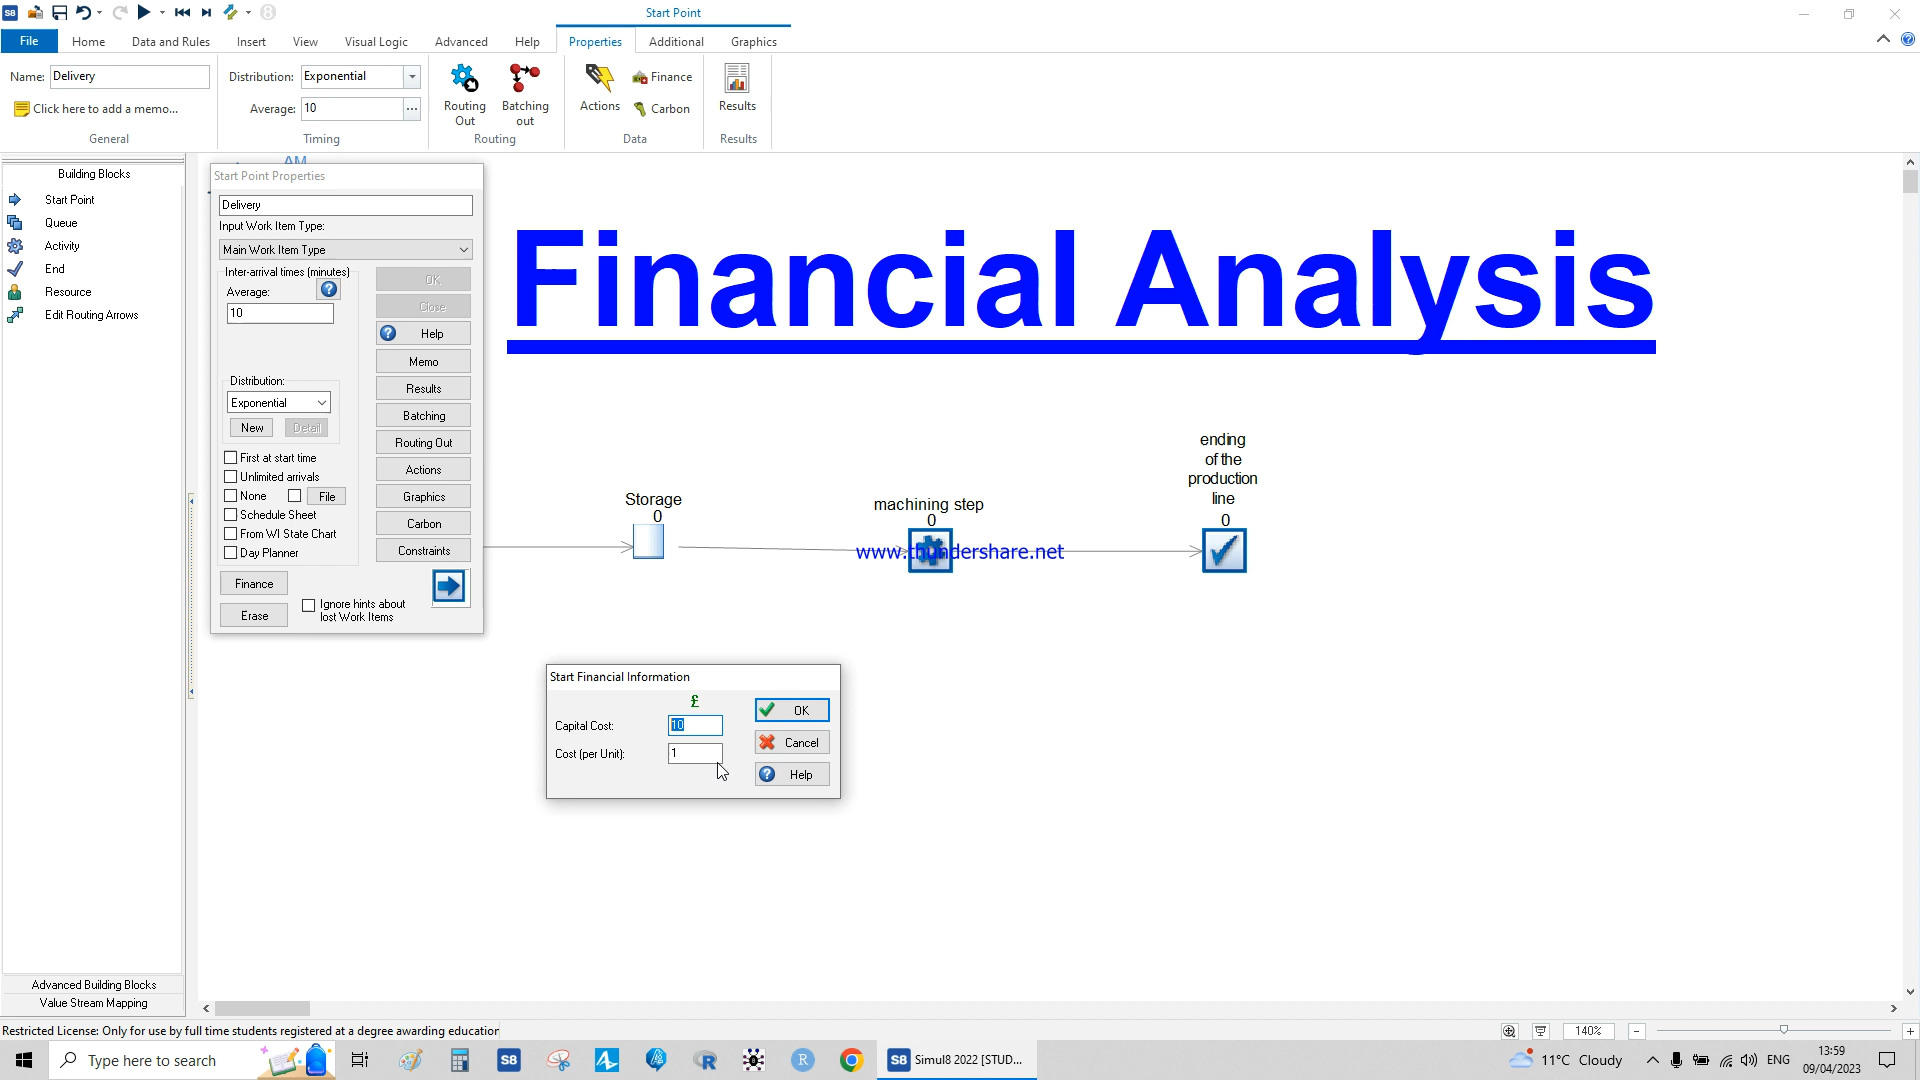 Start Point
File Home Data and Rules Insert View Visual Logic Advanced Help Properties Additional Graphics
Name: Delivery
Click here to add a memo...
General
Distribution: Exponential
Average: 10 ...
Timing
Routing Out
Batching out
Routing
Actions
Finance
Carbon
Data
Results
Results
Building Blocks
Start Point
Queue
Activity
End
Resource
Edit Routing Arrows
Advanced Building Blocks
Value Stream Mapping
AM
Start Point Properties
Delivery
Input Work Item Type:
Main Work Item Type
Inter-arrival times (minutes)
Average:
10
Distribution:
Exponential
New Detail
First at start time
Unlimited arrivals
None File
Schedule Sheet
From WI State Chart
Day Planner
Finance
Erase
Ignore hints about
lost Work Items
OK
Close
Help
Memo
Results
Batching
Routing Out
Actions
Graphics
Carbon
Constraints
Financial Analysis
Storage
0
machining step
0
ending
of the
production
line
0
www.thundershare.net
Start Financial Information
£
Capital Cost: 10
Cost (per Unit): 1
OK
Cancel
Help
Restricted License: Only for use by full time students registered at a degree awarding education
140%
Type here to search
S8 Simul8 2022 [STUD...
11°C Cloudy
ENG
13:59
09/04/2023